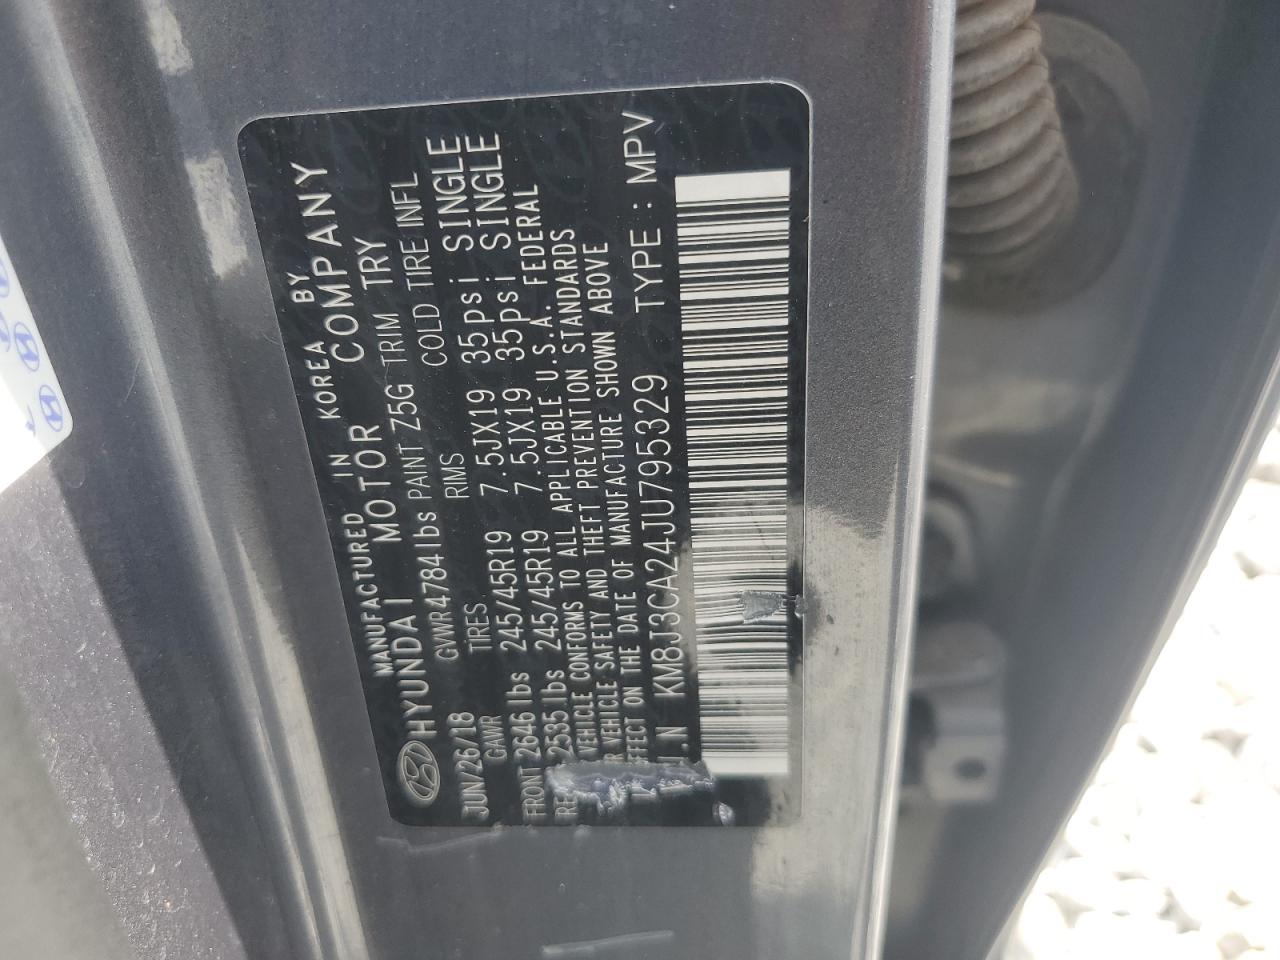 MANUFACTURED IN KOREA BY
HYUNDAI MOTOR COMPANY
JUN/26/18 GVWR4784lbs PAINT Z5G TRIM TRY
GAWR TIRES RIMS COLD TIRE INFL
FRONT 2646 lbs 245/45R19 7.5JX19 35psi SINGLE
2535 lbs 245/45R19 7.5JX19 35psi SINGLE
VEHICLE CONFORMS TO ALL APPLICABLE U.S.A. FEDERAL
VEHICLE SAFETY AND THEFT PREVENTION STANDARDS
EFFECT ON THE DATE OF MANUFACTURE SHOWN ABOVE
.N KM8J3CA24JU795329 TYPE : MPV